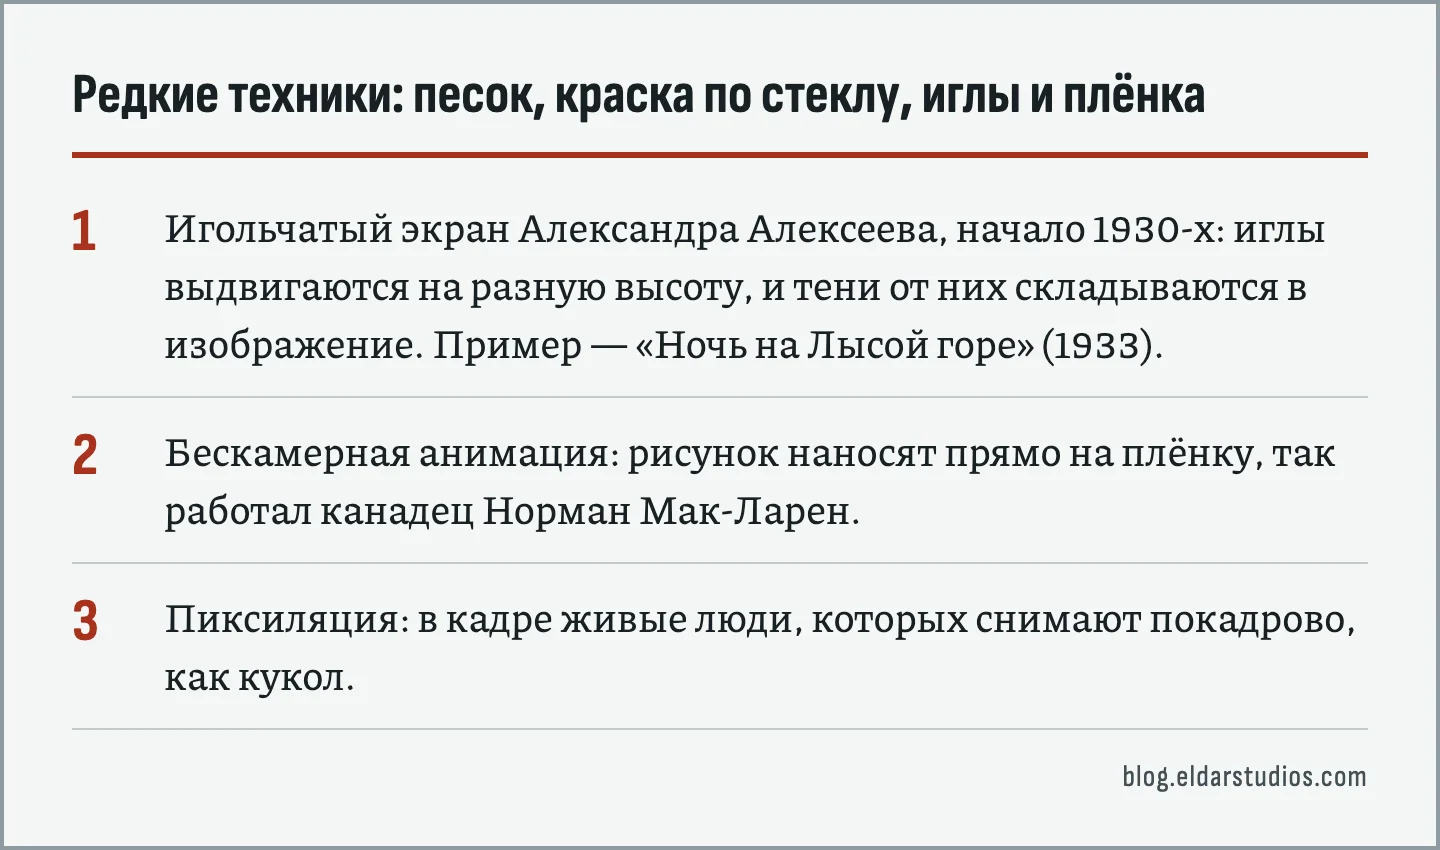 Редкие техники: песок, краска по стеклу, иглы и плёнка
1 Игольчатый экран Александра Алексеева, начало 1930-х: иглы
выдвигаются на разную высоту, и тени от них складываются в
изображение. Пример — «Ночь на Лысой горе» (1933).
2 Бескамерная анимация: рисунок наносят прямо на плёнку, так
работал канадец Норман Мак-Ларен.
3 Пиксиляция: в кадре живые люди, которых снимают покадрово,
как кукол.
blog.eldarstudios.com